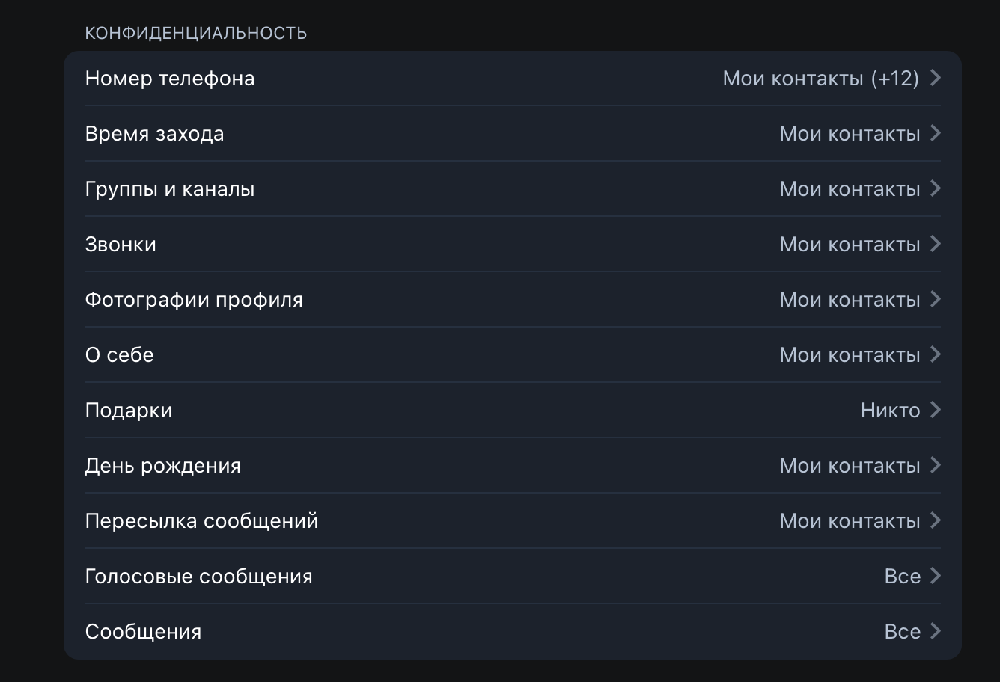 КОНФИДЕНЦИАЛЬНОСТЬ
Номер телефона Мои контакты (+12)
Время захода Мои контакты
Группы и каналы Мои контакты
Звонки Мои контакты
Фотографии профиля Мои контакты
О себе Мои контакты
Подарки Никто
День рождения Мои контакты
Пересылка сообщений Мои контакты
Голосовые сообщения Все
Сообщения Все